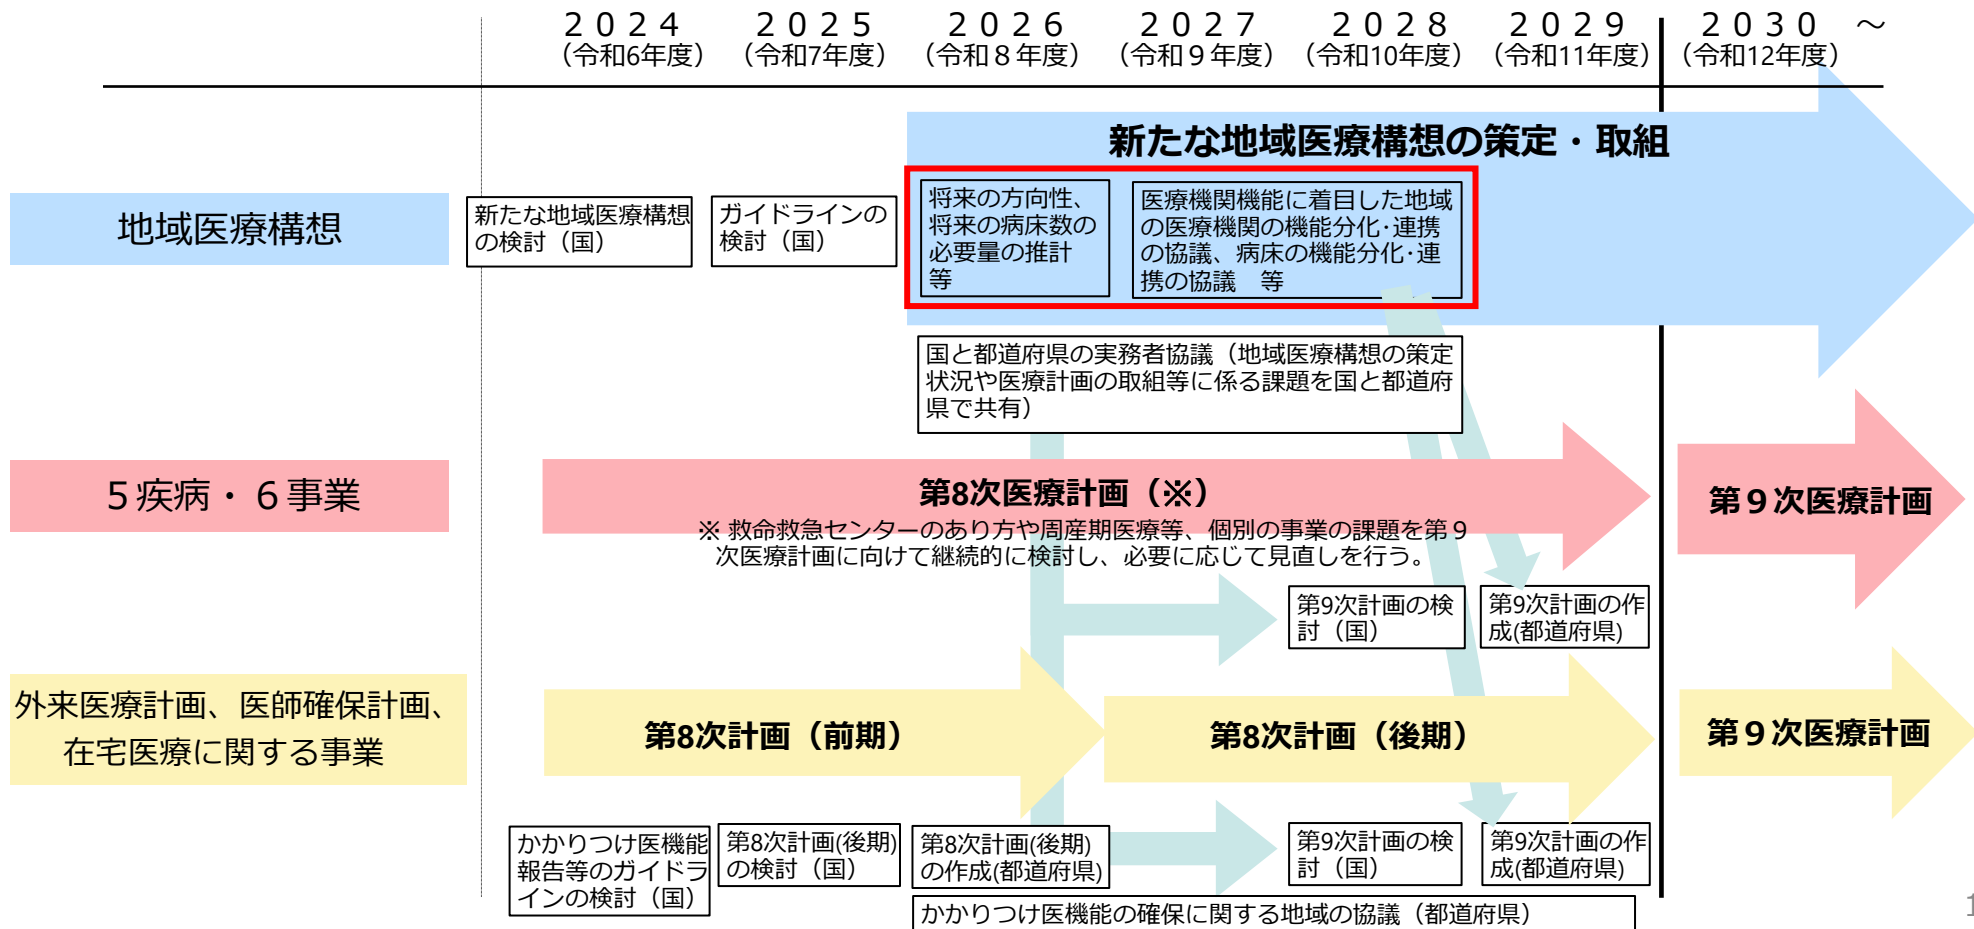 ２０２４
２０２５
２０２６
２０２７
２０２８
２０２９
２０３０ ～
（令和6年度）
（令和7年度）
（令和８年度）
（令和９年度）
（令和10年度）
（令和11年度）
（令和12年度）
新たな地域医療構想の策定・取組
地域医療構想
新たな地域医療構想
の検討（国）
ガイドラインの
検討（国）
将来の方向性、
将来の病床数の
必要量の推計
等
医療機関機能に着目した地域
の医療機関の機能分化･連携
の協議、病床の機能分化･連
携の協議　等
国と都道府県の実務者協議（地域医療構想の策定
状況や医療計画の取組等に係る課題を国と都道府
県で共有）
５疾病・６事業
第8次医療計画（※）
※ 救命救急センターのあり方や周産期医療等、個別の事業の課題を第９
次医療計画に向けて継続的に検討し、必要に応じて見直しを行う。
第９次医療計画
第9次計画の検
討（国）
第9次計画の作
成(都道府県)
外来医療計画、医師確保計画、
在宅医療に関する事業
第8次計画（前期）
第8次計画（後期）
第９次医療計画
かかりつけ医機能
報告等のガイドラ
インの検討（国）
第8次計画(後期)
の検討（国）
第8次計画(後期)
の作成(都道府県)
第9次計画の検
討（国）
第9次計画の作
成(都道府県)
かかりつけ医機能の確保に関する地域の協議（都道府県）